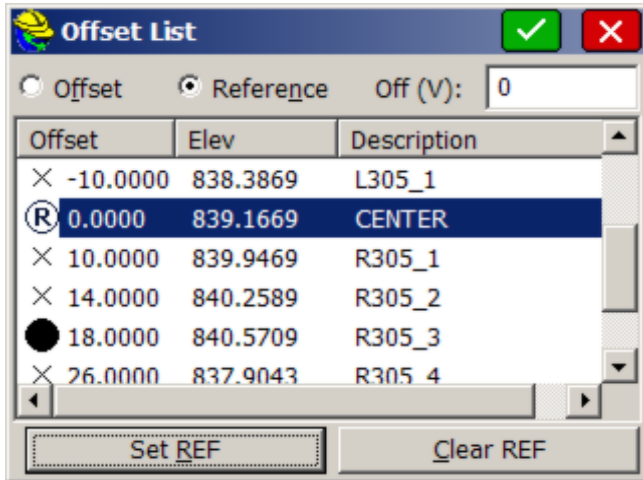 Offset List
Offset Reference Off (V): 0
Offset Elev Description
-10.0000 838.3869 L305_1
R 0.0000 839.1669 CENTER
10.0000 839.9469 R305_1
14.0000 840.2589 R305_2
18.0000 840.5709 R305_3
26.0000 837.9043 R305_4
Set REF Clear REF